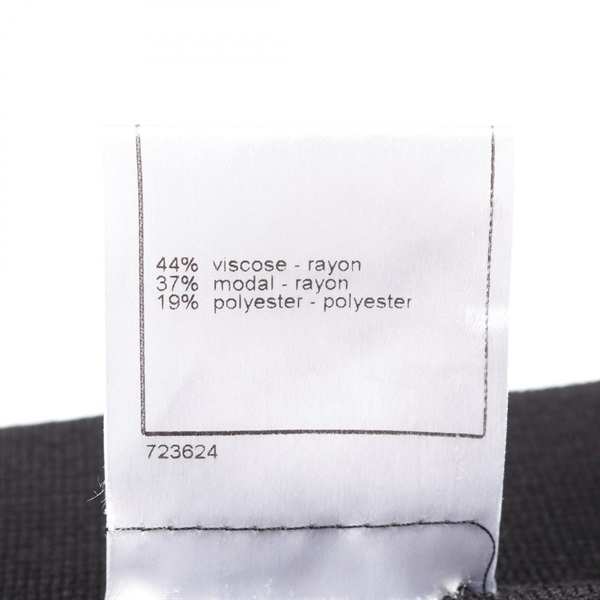 44% viscose - rayon
37% modal - rayon
19% polyester - polyester
723624